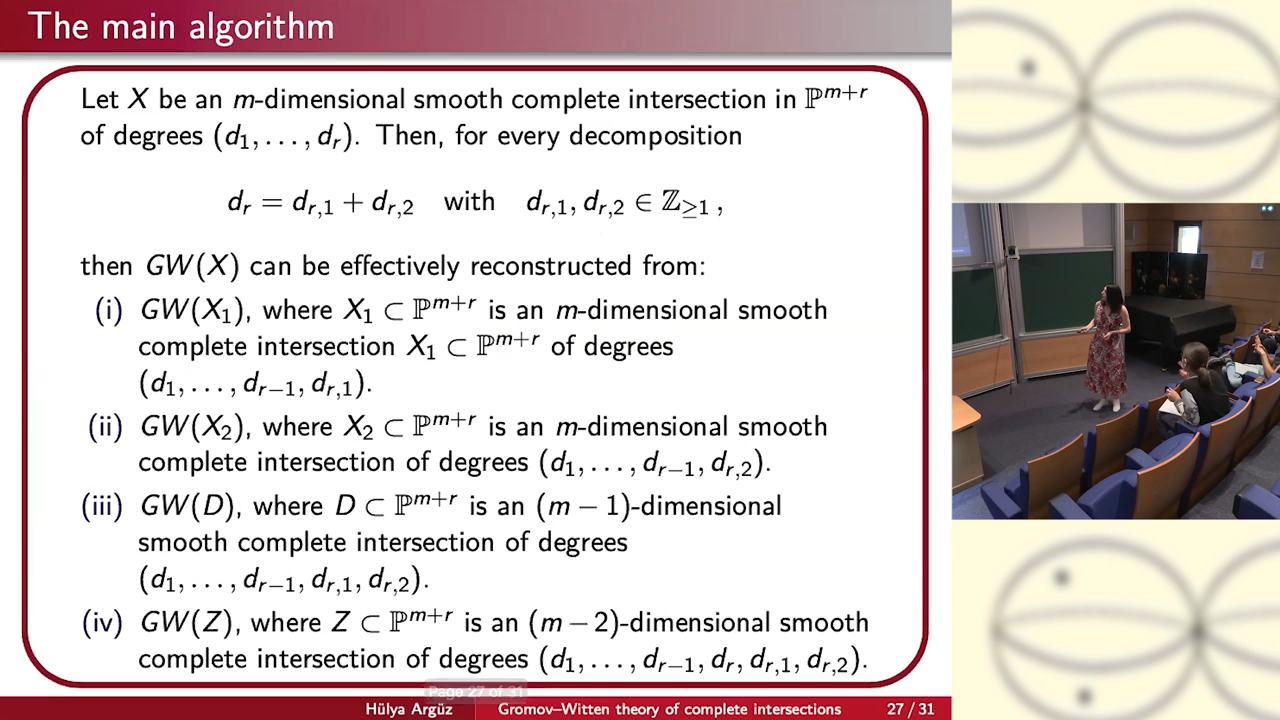 The main algorithm
Let X be an m-dimensional smooth complete intersection in ℙ^{m+r}
of degrees (d_1, . . . , d_r). Then, for every decomposition
d_r = d_{r,1} + d_{r,2} with d_{r,1}, d_{r,2} ∈ ℤ_{≥1} ,
then GW(X) can be effectively reconstructed from:
(i) GW(X_1), where X_1 ⊂ ℙ^{m+r} is an m-dimensional smooth
complete intersection X_1 ⊂ ℙ^{m+r} of degrees
(d_1, . . . , d_{r−1}, d_{r,1}).
(ii) GW(X_2), where X_2 ⊂ ℙ^{m+r} is an m-dimensional smooth
complete intersection of degrees (d_1, . . . , d_{r−1}, d_{r,2}).
(iii) GW(D), where D ⊂ ℙ^{m+r} is an (m − 1)-dimensional
smooth complete intersection of degrees
(d_1, . . . , d_{r−1}, d_{r,1}, d_{r,2}).
(iv) GW(Z), where Z ⊂ ℙ^{m+r} is an (m − 2)-dimensional smooth
complete intersection of degrees (d_1, . . . , d_{r−1}, d_r, d_{r,1}, d_{r,2}).
Page 27 of 31
Hülya Argüz Gromov–Witten theory of complete intersections 27 / 31